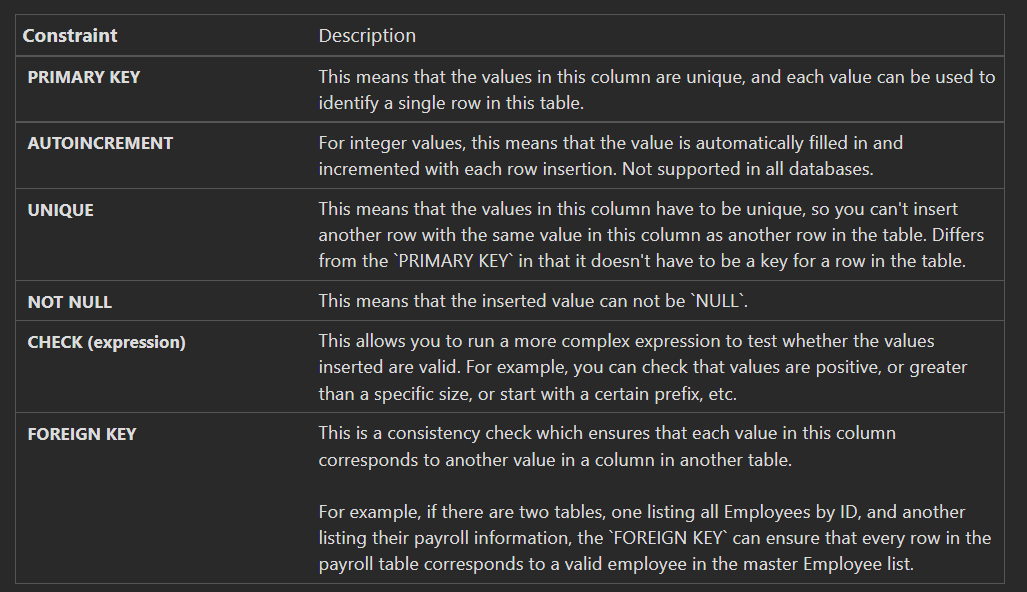 Constraint Description
PRIMARY KEY This means that the values in this column are unique, and each value can be used to
identify a single row in this table.
AUTOINCREMENT For integer values, this means that the value is automatically filled in and
incremented with each row insertion. Not supported in all databases.
UNIQUE This means that the values in this column have to be unique, so you can't insert
another row with the same value in this column as another row in the table. Differs
from the `PRIMARY KEY` in that it doesn't have to be a key for a row in the table.
NOT NULL This means that the inserted value can not be `NULL`.
CHECK (expression) This allows you to run a more complex expression to test whether the values
inserted are valid. For example, you can check that values are positive, or greater
than a specific size, or start with a certain prefix, etc.
FOREIGN KEY This is a consistency check which ensures that each value in this column
corresponds to another value in a column in another table.
For example, if there are two tables, one listing all Employees by ID, and another
listing their payroll information, the `FOREIGN KEY` can ensure that every row in the
payroll table corresponds to a valid employee in the master Employee list.